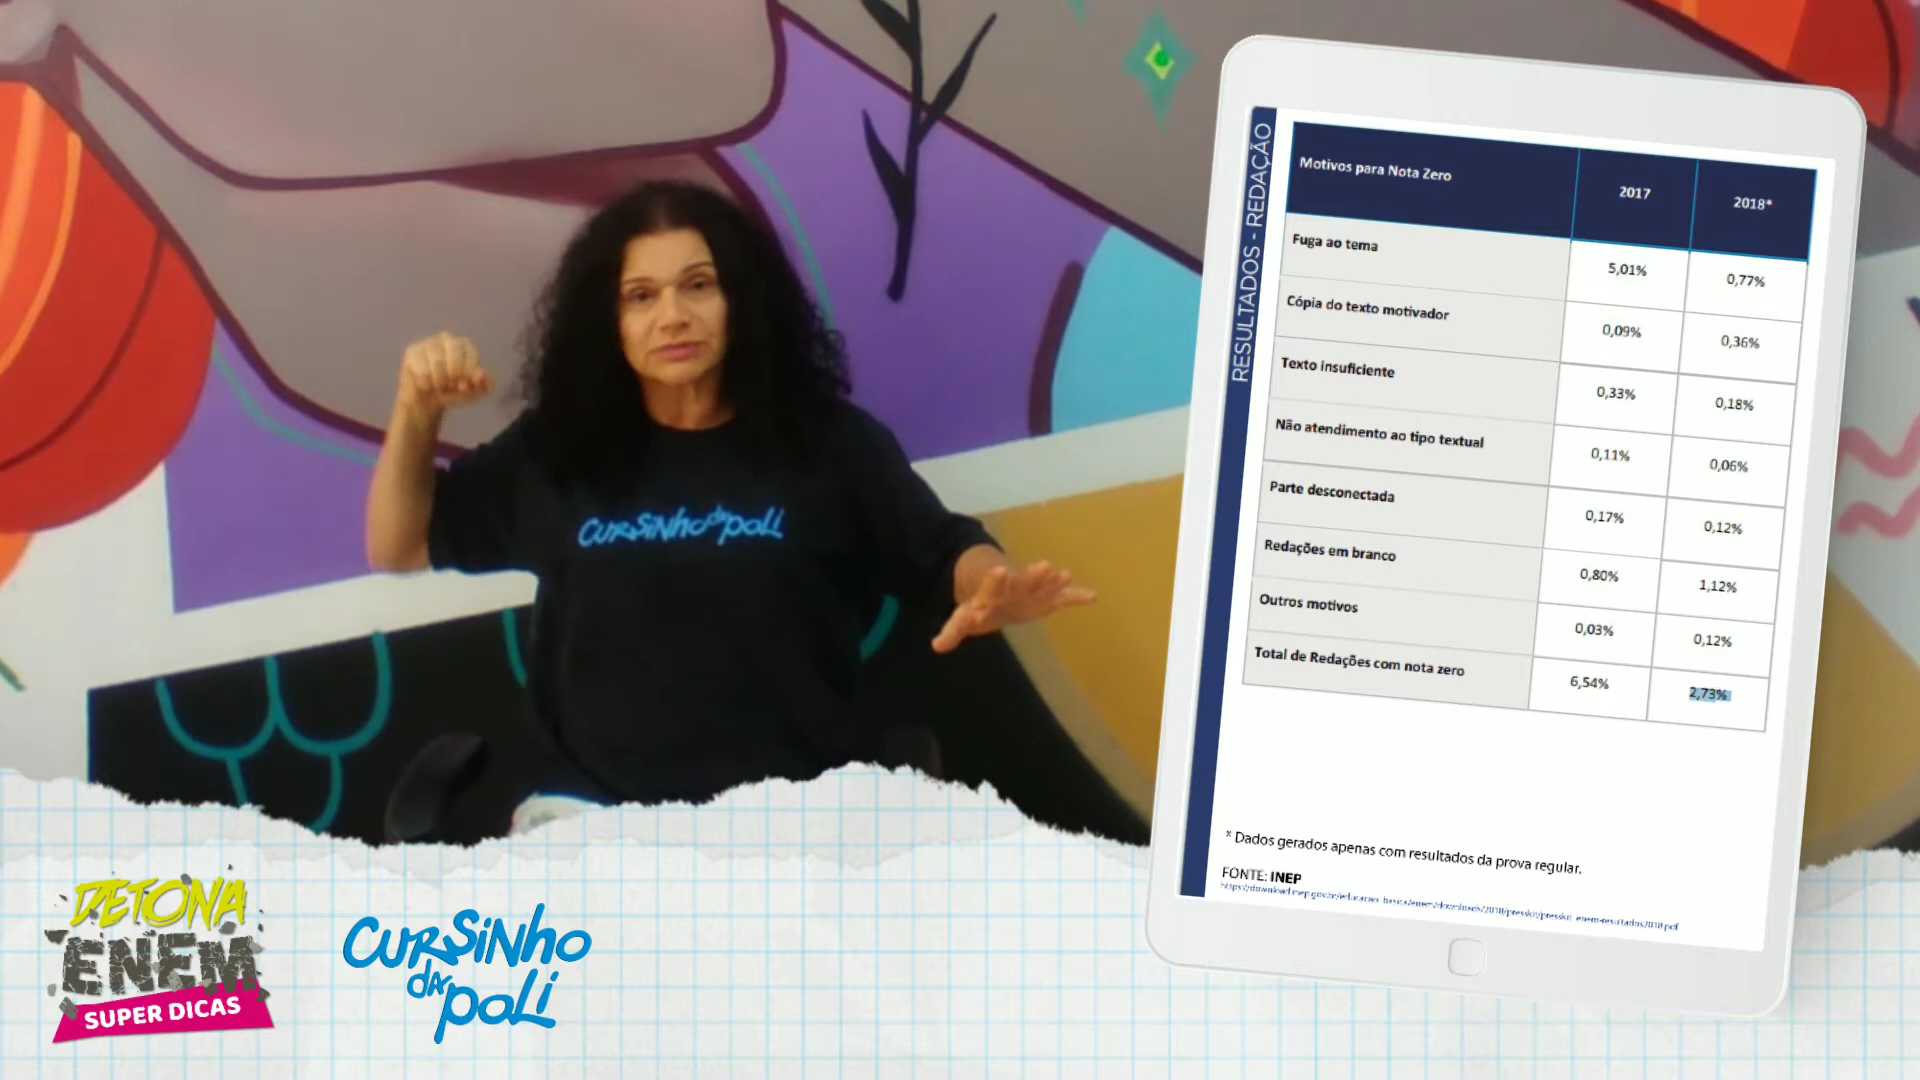 CURSINHO da POLI
DETONA
ENEM
SUPER DICAS
CURSINHO
DA POLI
RESULTADOS - REDAÇÃO
Motivos para Nota Zero 2017 2018*
Fuga ao tema 5,01% 0,77%
Cópia do texto motivador 0,09% 0,36%
Texto insuficiente 0,33% 0,18%
Não atendimento ao tipo textual 0,11% 0,06%
Parte desconectada 0,17% 0,12%
Redações em branco 0,80% 1,12%
Outros motivos 0,03% 0,12%
Total de Redações com nota zero 6,54% 2,73%
* Dados gerados apenas com resultados da prova regular.
FONTE: INEP